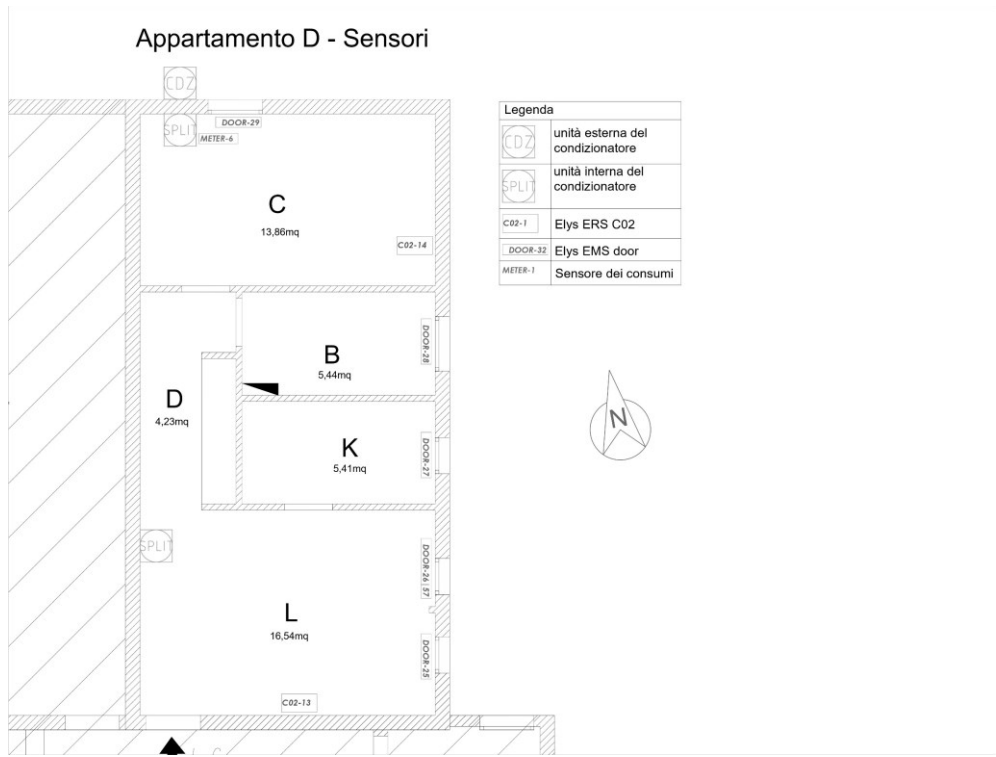 Appartamento D - Sensori
CDZ
SPLIT
DOOR-29
METER-6
C
13,86mq
C02-14
B
5,44mq
DOOR-28
D
4,23mq
K
5,41mq
DOOR-27
SPLIT
DOOR-26|57
L
16,54mq
DOOR-25
C02-13
Legenda
CDZ
unità esterna del
condizionatore
SPLIT
unità interna del
condizionatore
C02-1
Elys ERS C02
DOOR-32
Elys EMS door
METER-1
Sensore dei consumi
N